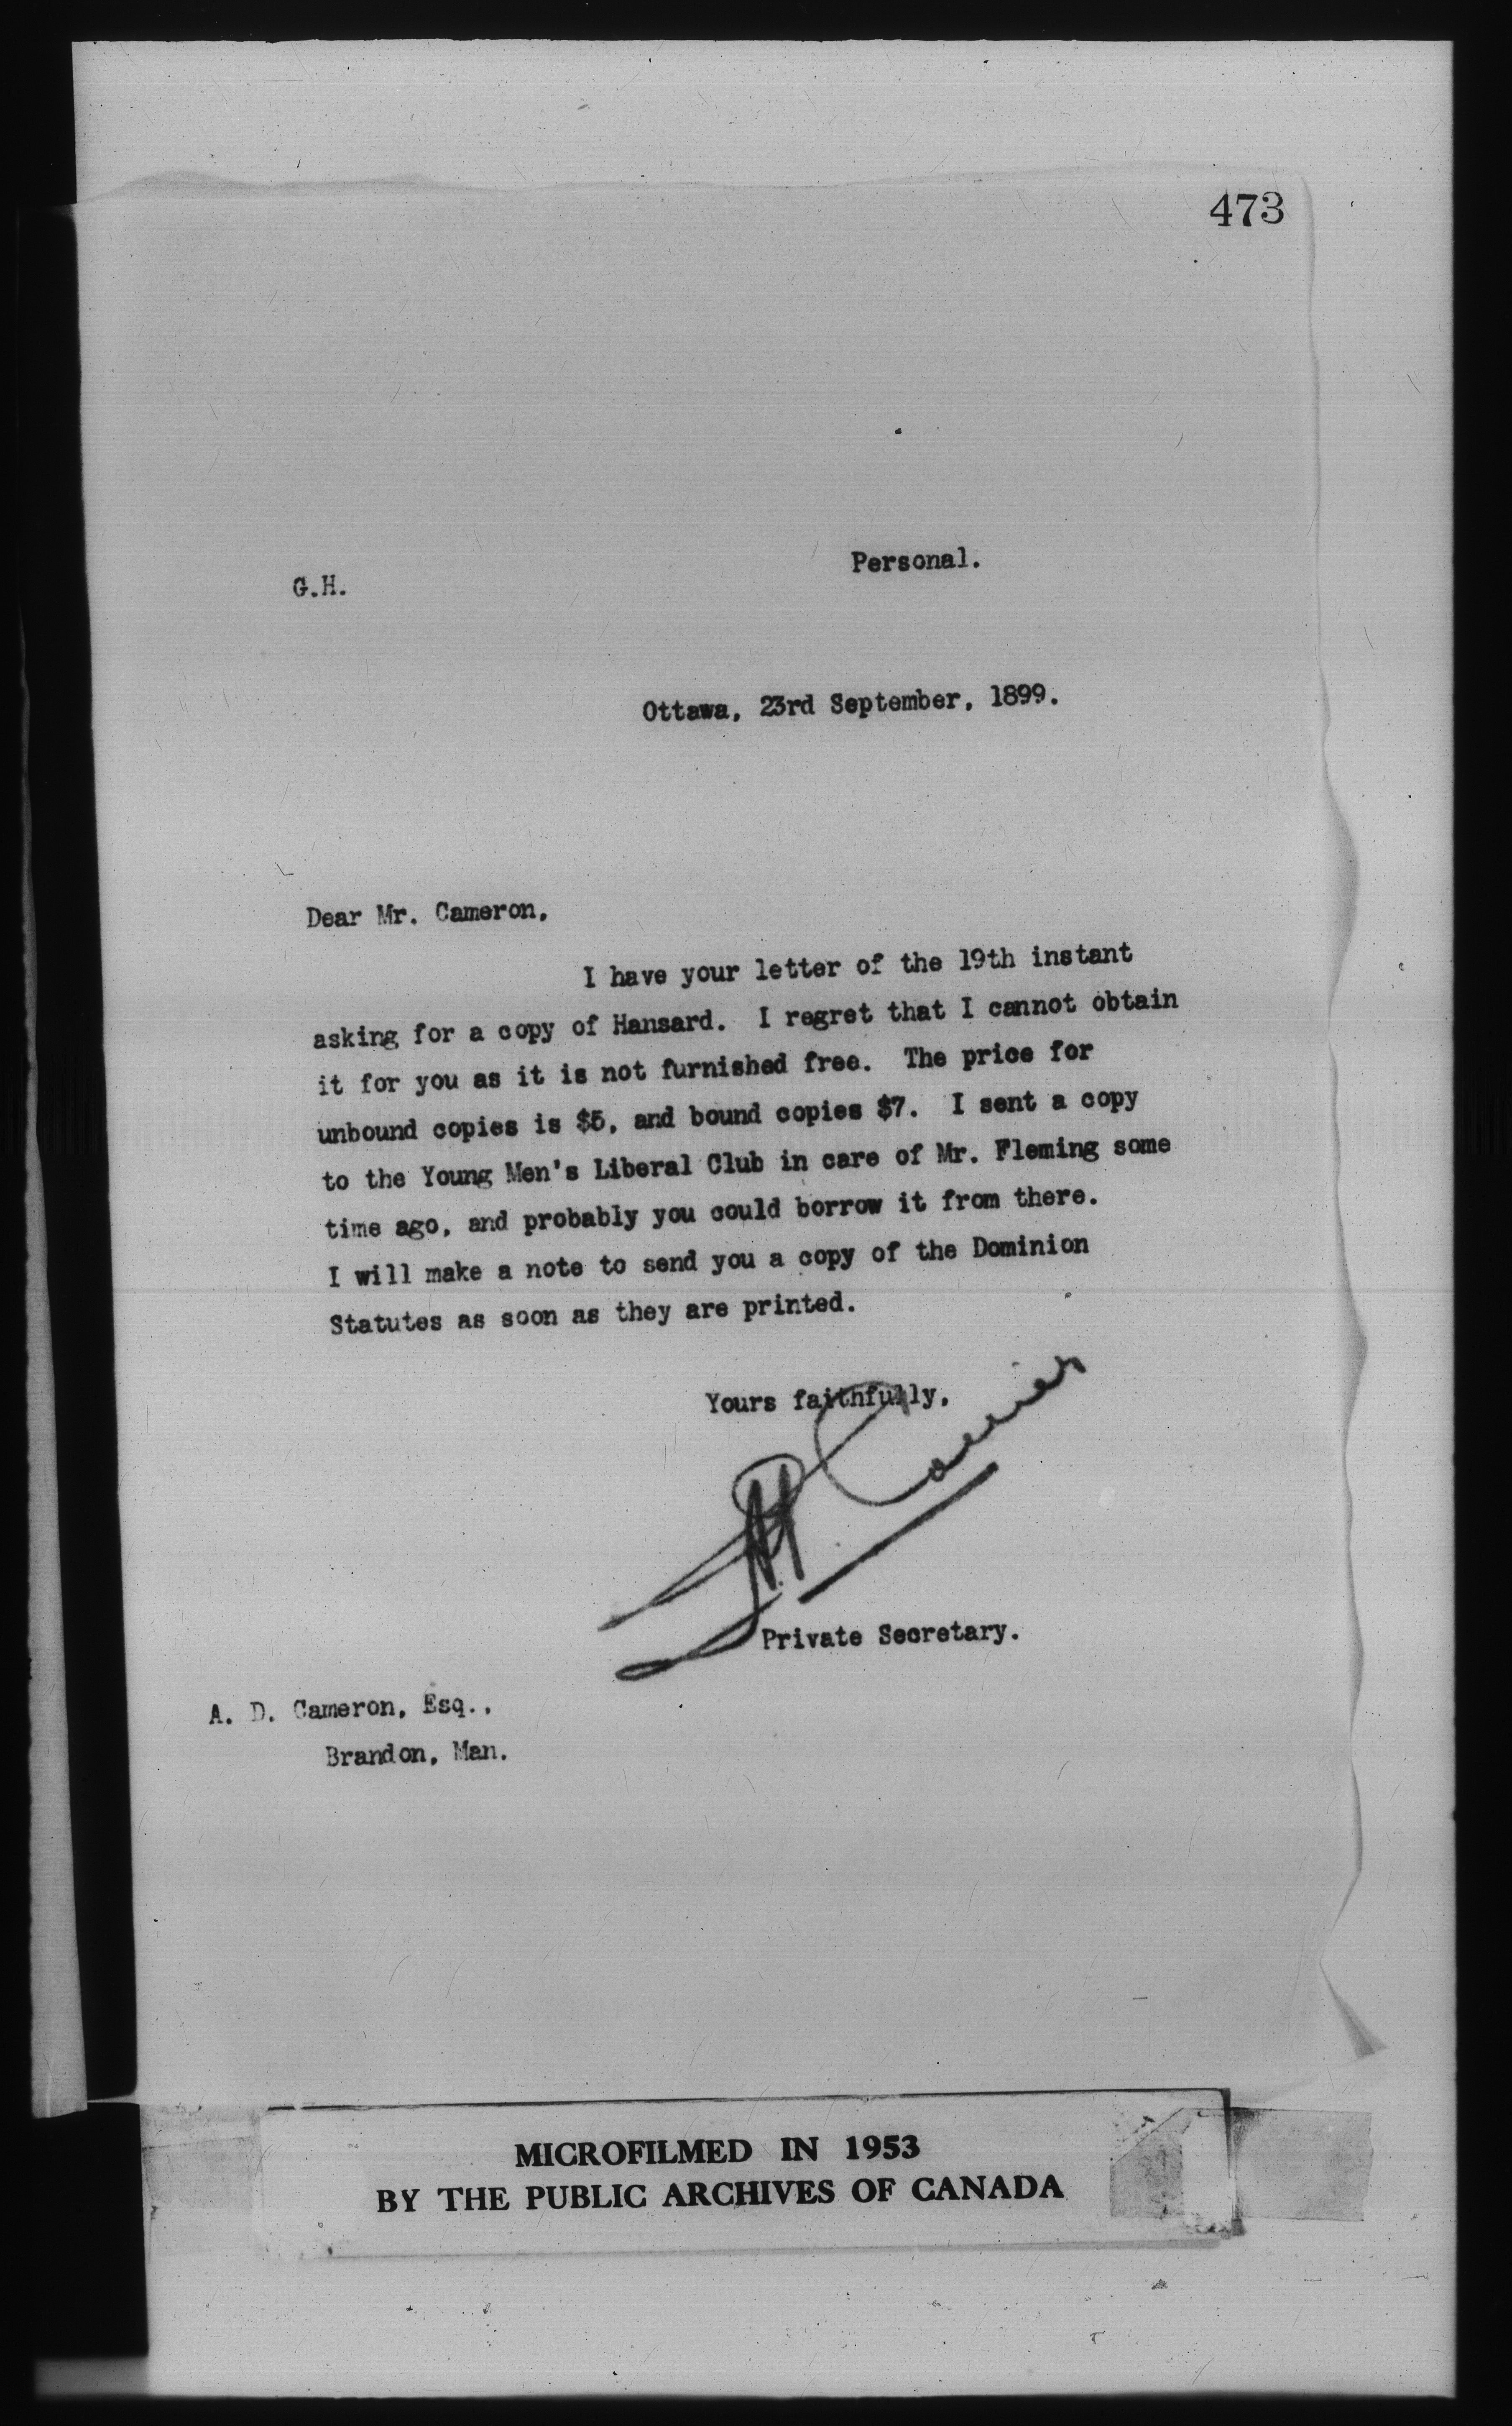 473
Personal.
G.H.
Ottawa, 23rd September, 1899.
Dear Mr. Cameron,
I have your letter of the 19th instant
asking for a copy of Hansard. I regret that I cannot obtain
it for you as it is not furnished free. The price for
unbound copies is $5, and bound copies $7. I sent a copy
to the Young Men's Liberal Club in care of Mr. Fleming some
time ago, and probably you could borrow it from there.
I will make a note to send you a copy of the Dominion
Statutes as soon as they are printed.
Yours faithfully,
Private Secretary.
A. D. Cameron, Esq.,
Brandon, Man.
MICROFILMED IN 1953
BY THE PUBLIC ARCHIVES OF CANADA